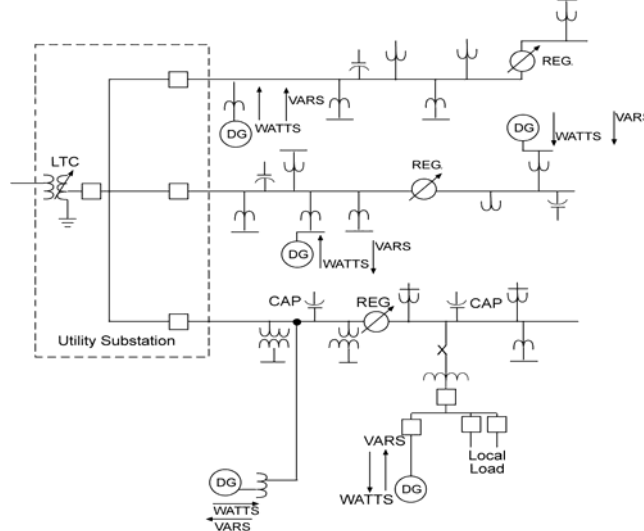 REG.
VARS
DG
WATTS
DG
VARS
WATTS
LTC
REG.
VARS
DG
WATTS
CAP
REG.
CAP
Utility Substation
VARS
Local
Load
DG
WATTS
DG
WATTS
VARS